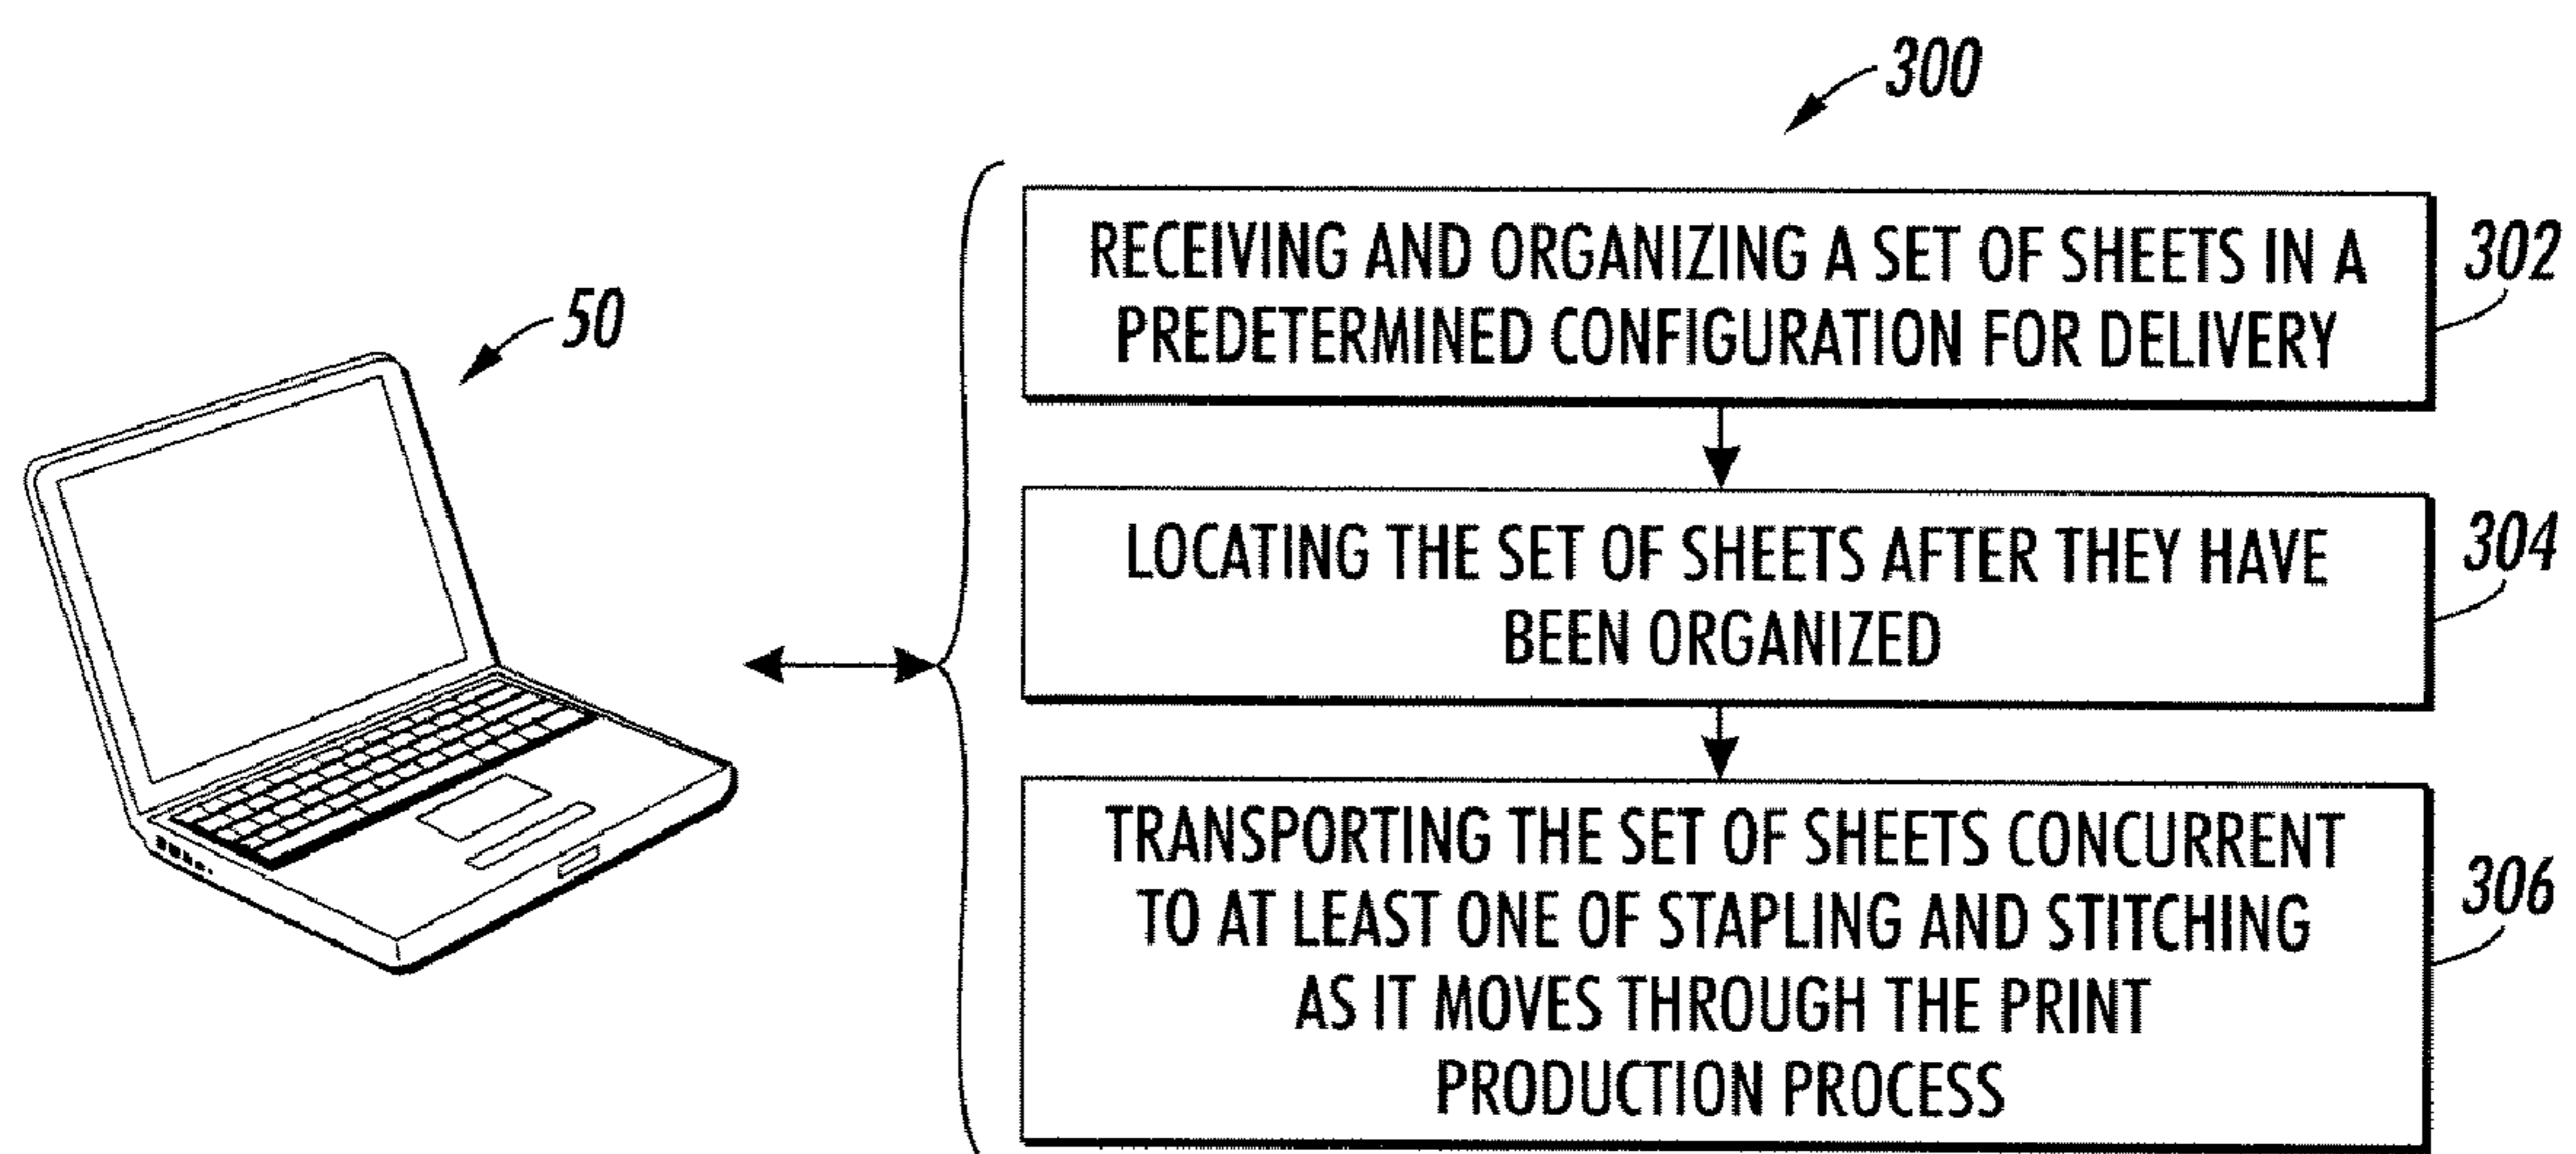 300
50
RECEIVING AND ORGANIZING A SET OF SHEETS IN A
PREDETERMINED CONFIGURATION FOR DELIVERY
302
LOCATING THE SET OF SHEETS AFTER THEY HAVE
BEEN ORGANIZED
304
TRANSPORTING THE SET OF SHEETS CONCURRENT
TO AT LEAST ONE OF STAPLING AND STITCHING
AS IT MOVES THROUGH THE PRINT
PRODUCTION PROCESS
306